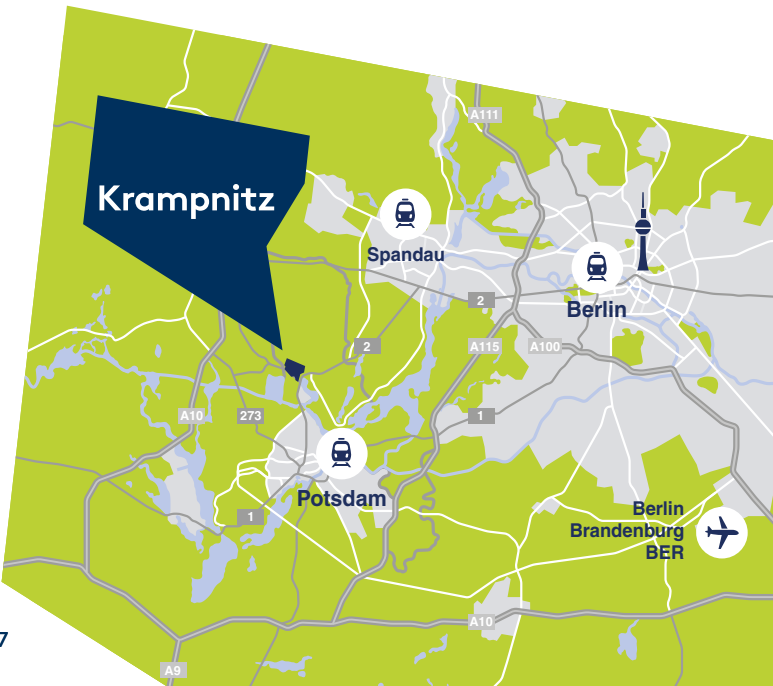 A111
Krampnitz
Spandau
2
Berlin
2
A115
A100
A10
273
1
Potsdam
1
Berlin
Brandenburg
BER
A10
7
A9